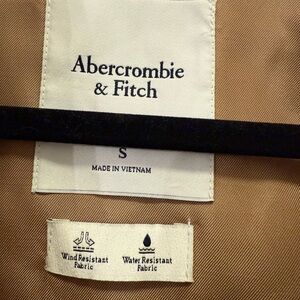 Abercrombie
& Fitch
S
MADE IN VIETNAM
Wind Resistant
Fabric
Water Resistant
Fabric